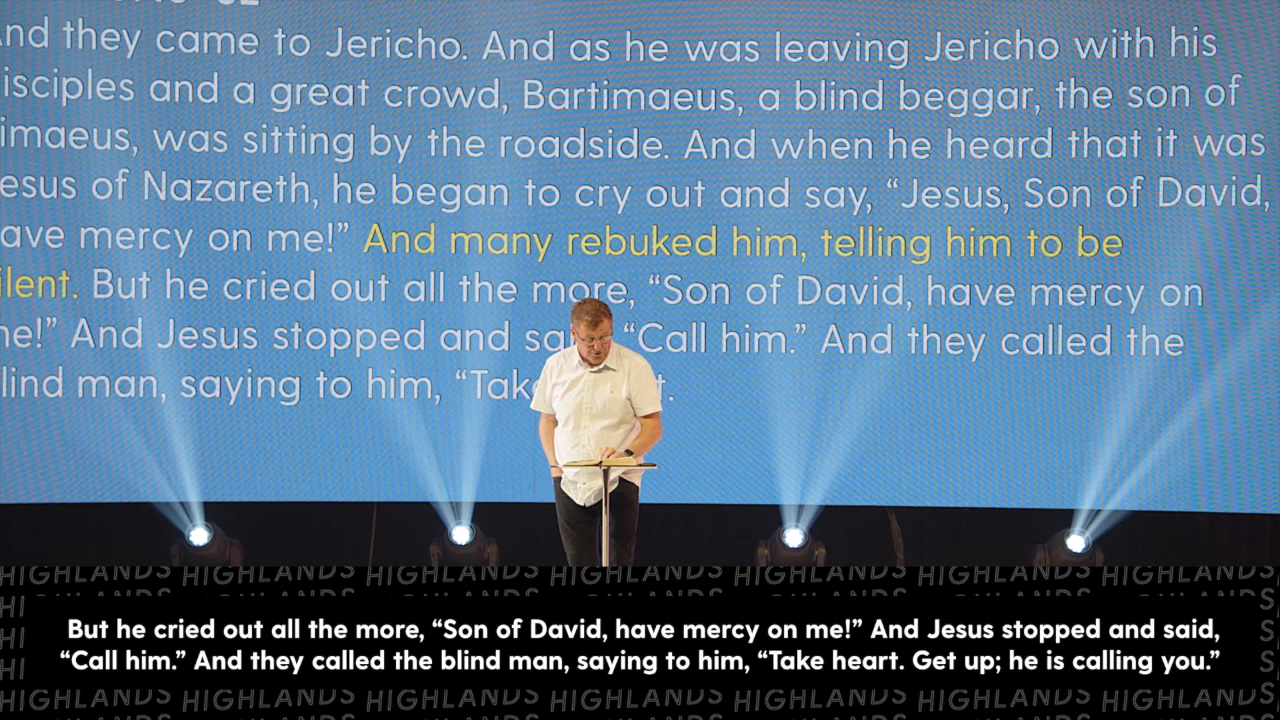 And they came to Jericho. And as he was leaving Jericho with his
isciples and a great crowd, Bartimaeus, a blind beggar, the son of
imaeus, was sitting by the roadside. And when he heard that it was
esus of Nazareth, he began to cry out and say, “Jesus, Son of David,
ave mercy on me!” And many rebuked him, telling him to be
ilent. But he cried out all the more, “Son of David, have mercy on
me!” And Jesus stopped and sa “Call him.” And they called the
lind man, saying to him, “Take t.
HIGHLANDS HIGHLANDS HIGHLANDS HIGHLANDS HIGHLANDS HIGHLANDS HIGHLANDS
But he cried out all the more, “Son of David, have mercy on me!” And Jesus stopped and said,
“Call him.” And they called the blind man, saying to him, “Take heart. Get up; he is calling you.”
HIGHLANDS HIGHLANDS HIGHLANDS HIGHLANDS HIGHLANDS HIGHLANDS HIGHLANDS